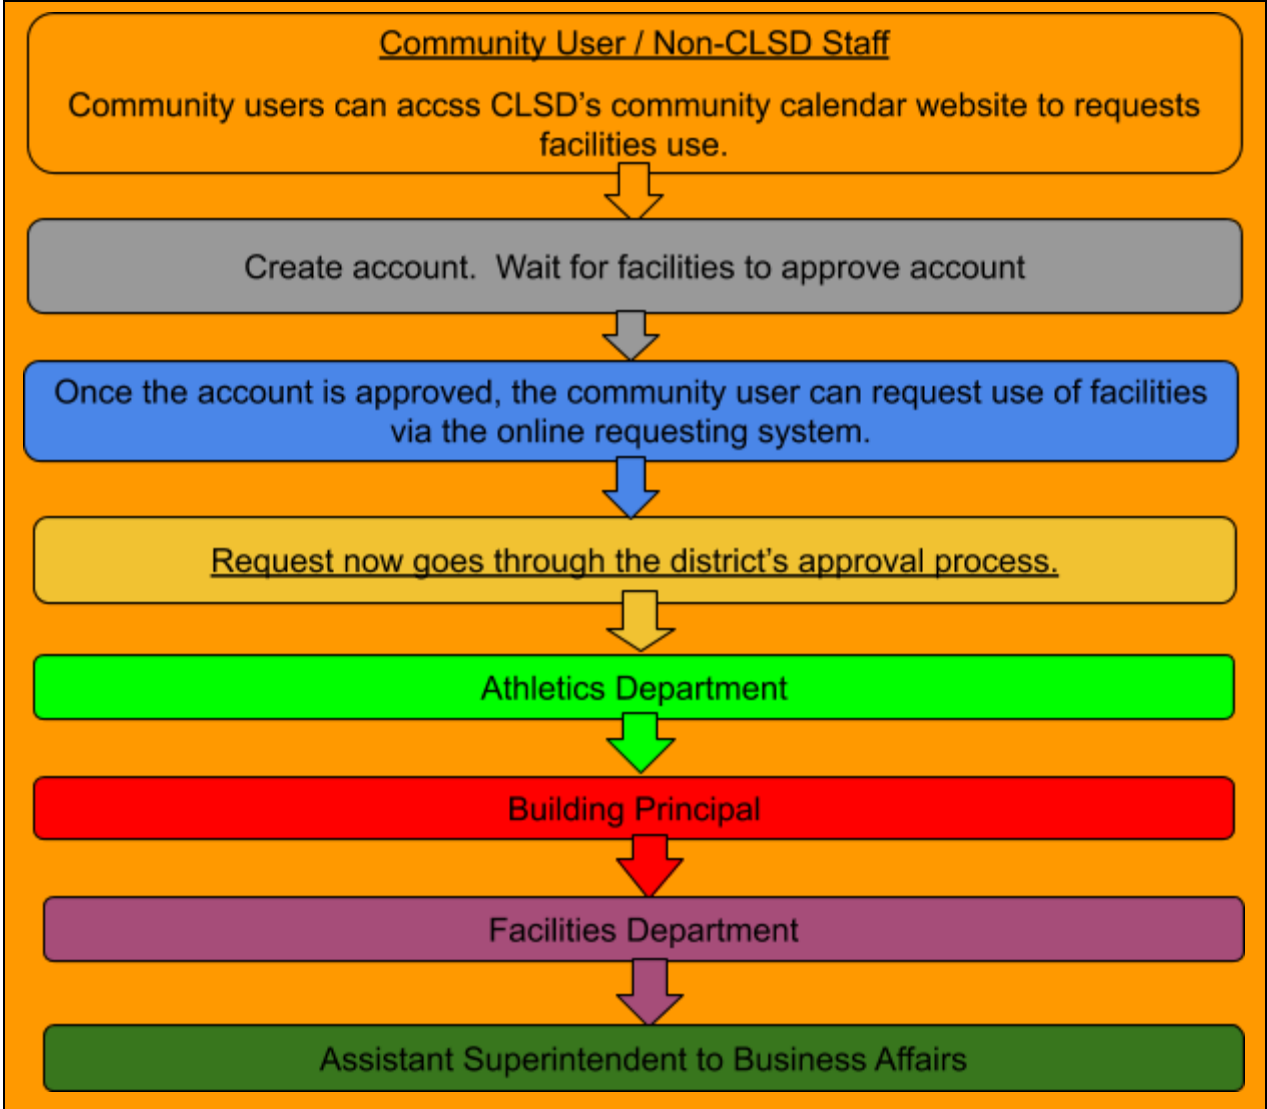 Community User / Non-CLSD Staff
Community users can accss CLSD's community calendar website to requests
facilities use.
Create account.  Wait for facilities to approve account
Once the account is approved, the community user can request use of facilities
via the online requesting system.
Request now goes through the district's approval process.
Athletics Department
Building Principal
Facilities Department
Assistant Superintendent to Business Affairs